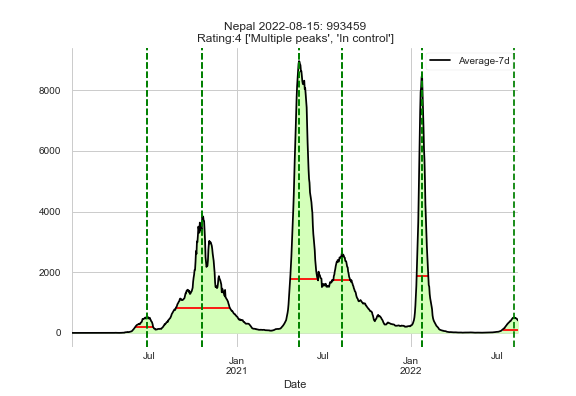 Nepal 2022-08-15: 993459
Rating:4 ['Multiple peaks', 'In control']
Average-7d
8000
6000
4000
2000
0
Jul
Jan
2021
Jul
Jan
2022
Jul
Date